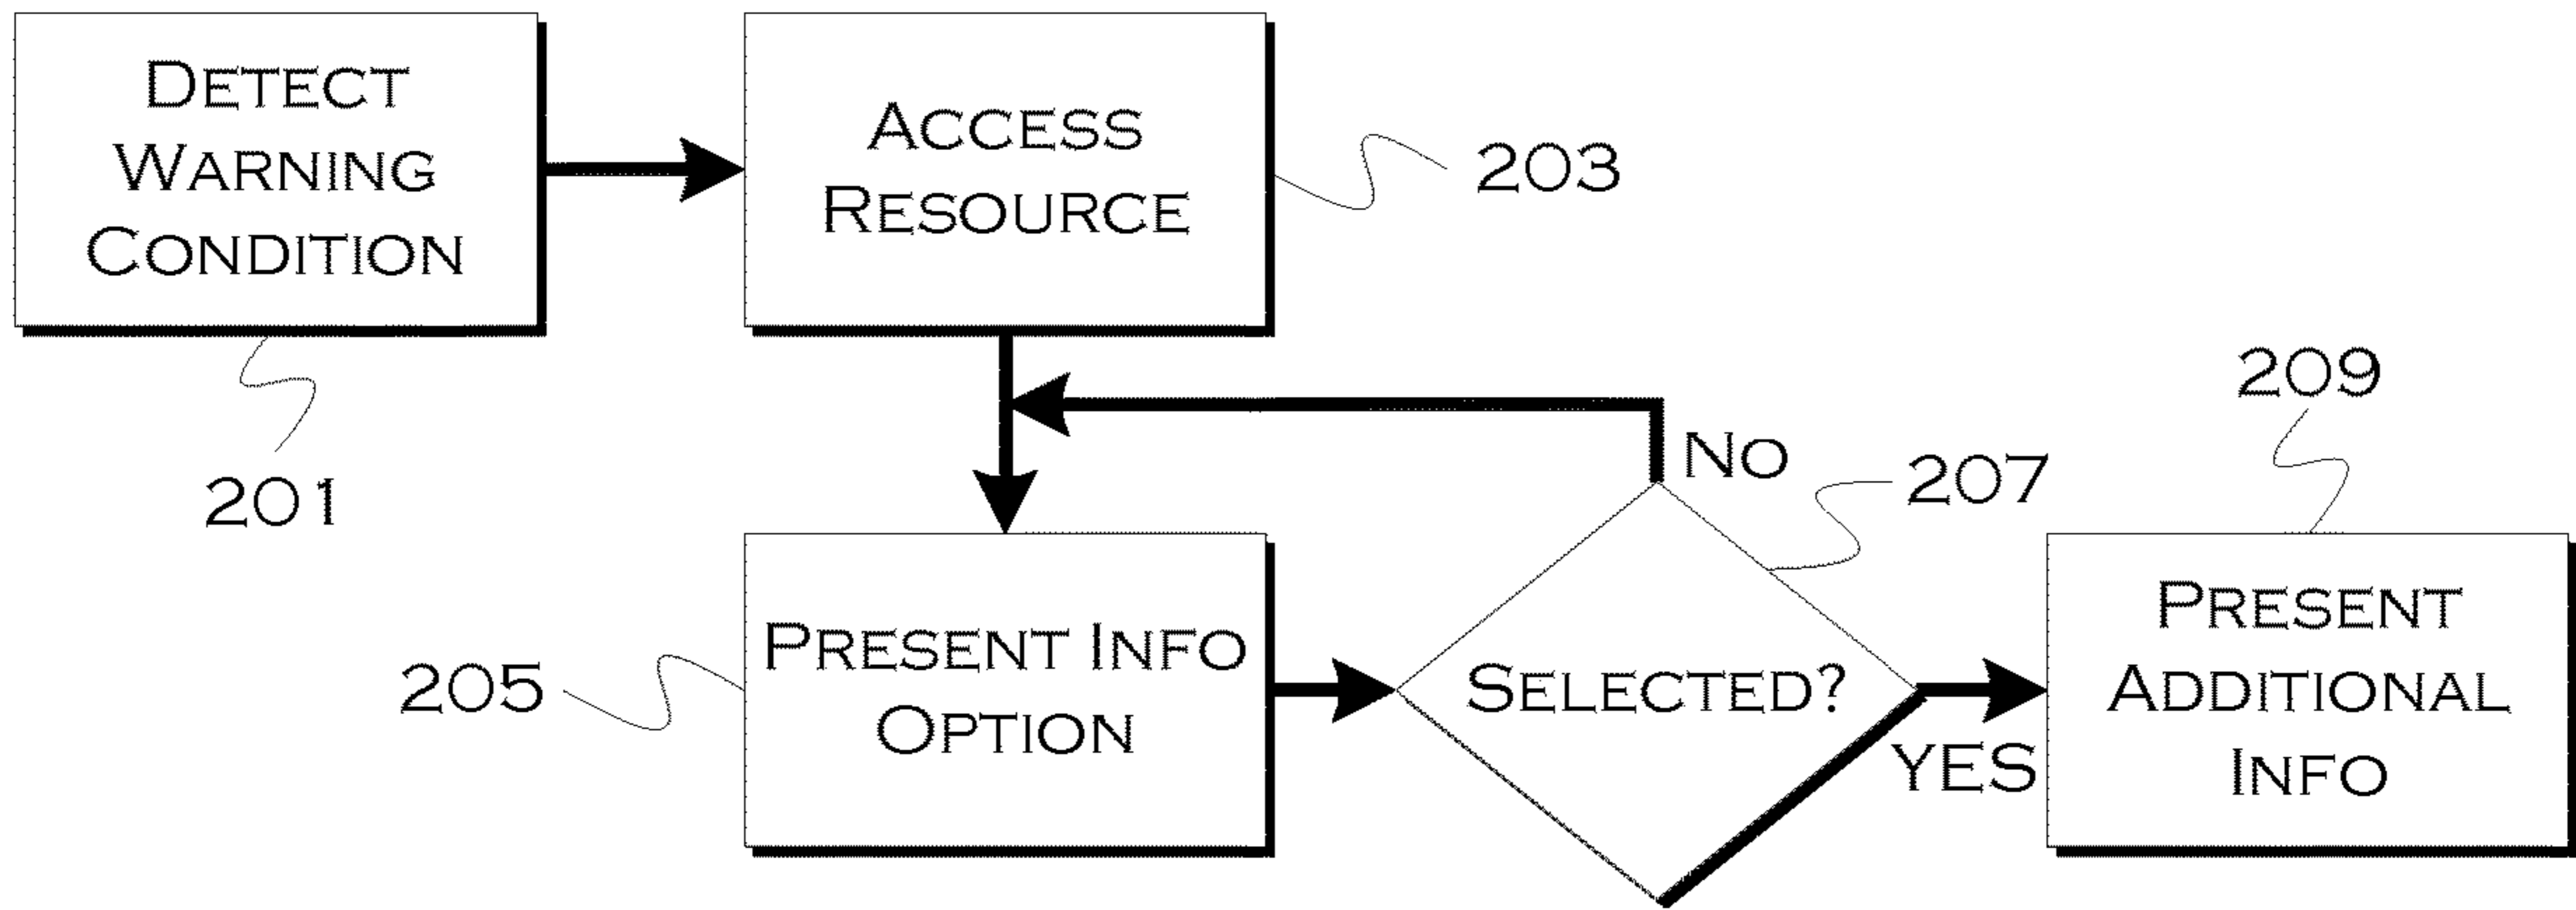 DETECT
WARNING
CONDITION
ACCESS
RESOURCE
203
201
209
NO
207
205
PRESENT INFO
OPTION
SELECTED?
YES
PRESENT
ADDITIONAL
INFO